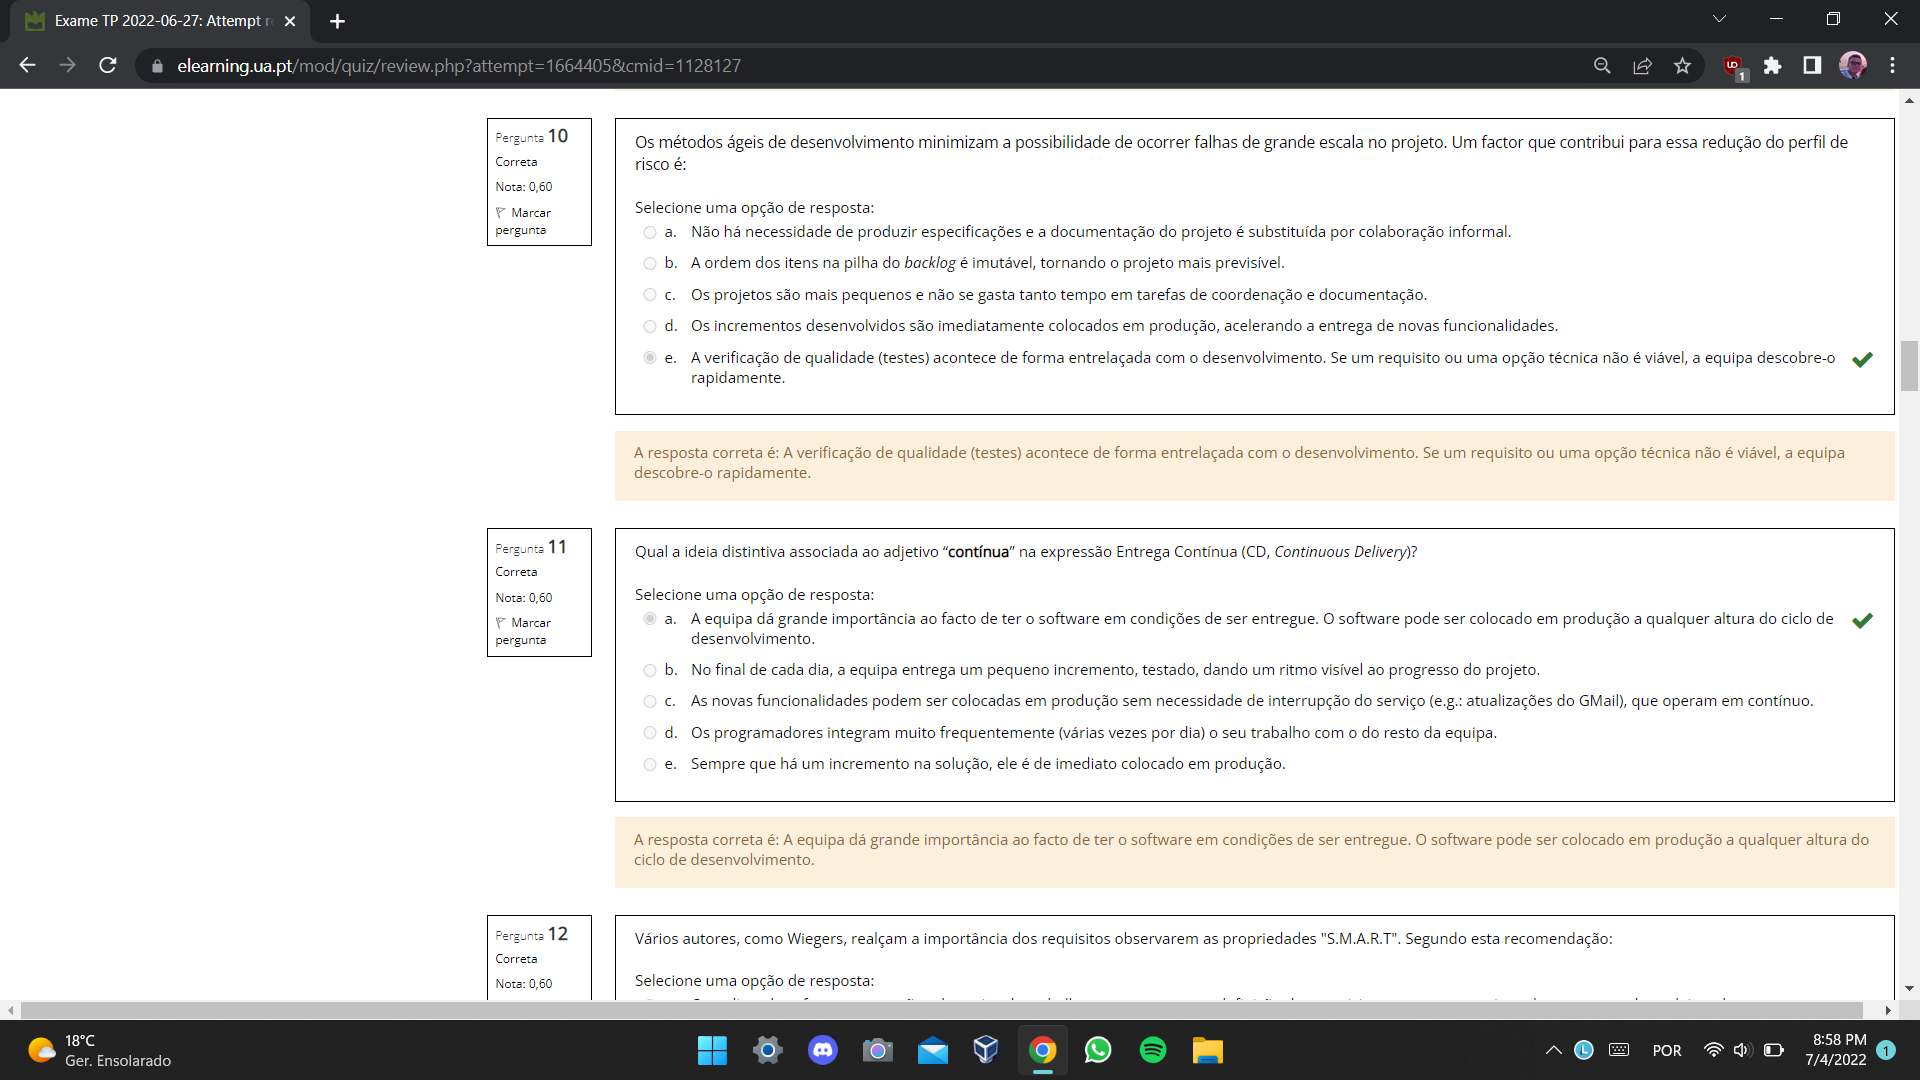 Exame TP 2022-06-27: Attempt r
elearning.ua.pt/mod/quiz/review.php?attempt=1664405&cmid=1128127
1
Pergunta 10
Correta
Nota: 0,60
Marcar
pergunta
Os métodos ágeis de desenvolvimento minimizam a possibilidade de ocorrer falhas de grande escala no projeto. Um factor que contribui para essa redução do perfil de
risco é:
Selecione uma opção de resposta:
a. Não há necessidade de produzir especificações e a documentação do projeto é substituída por colaboração informal.
b. A ordem dos itens na pilha do backlog é imutável, tornando o projeto mais previsível.
c. Os projetos são mais pequenos e não se gasta tanto tempo em tarefas de coordenação e documentação.
d. Os incrementos desenvolvidos são imediatamente colocados em produção, acelerando a entrega de novas funcionalidades.
e. A verificação de qualidade (testes) acontece de forma entrelaçada com o desenvolvimento. Se um requisito ou uma opção técnica não é viável, a equipa descobre-o
rapidamente.
A resposta correta é: A verificação de qualidade (testes) acontece de forma entrelaçada com o desenvolvimento. Se um requisito ou uma opção técnica não é viável, a equipa
descobre-o rapidamente.
Pergunta 11
Correta
Nota: 0,60
Marcar
pergunta
Qual a ideia distintiva associada ao adjetivo “contínua” na expressão Entrega Contínua (CD, Continuous Delivery)?
Selecione uma opção de resposta:
a. A equipa dá grande importância ao facto de ter o software em condições de ser entregue. O software pode ser colocado em produção a qualquer altura do ciclo de
desenvolvimento.
b. No final de cada dia, a equipa entrega um pequeno incremento, testado, dando um ritmo visível ao progresso do projeto.
c. As novas funcionalidades podem ser colocadas em produção sem necessidade de interrupção do serviço (e.g.: atualizações do GMail), que operam em contínuo.
d. Os programadores integram muito frequentemente (várias vezes por dia) o seu trabalho com o do resto da equipa.
e. Sempre que há um incremento na solução, ele é de imediato colocado em produção.
A resposta correta é: A equipa dá grande importância ao facto de ter o software em condições de ser entregue. O software pode ser colocado em produção a qualquer altura do
ciclo de desenvolvimento.
Pergunta 12
Correta
Nota: 0,60
Vários autores, como Wiegers, realçam a importância dos requisitos observarem as propriedades "S.M.A.R.T". Segundo esta recomendação:
Selecione uma opção de resposta:
18°C
Ger. Ensolarado
POR
8:58 PM
7/4/2022
1